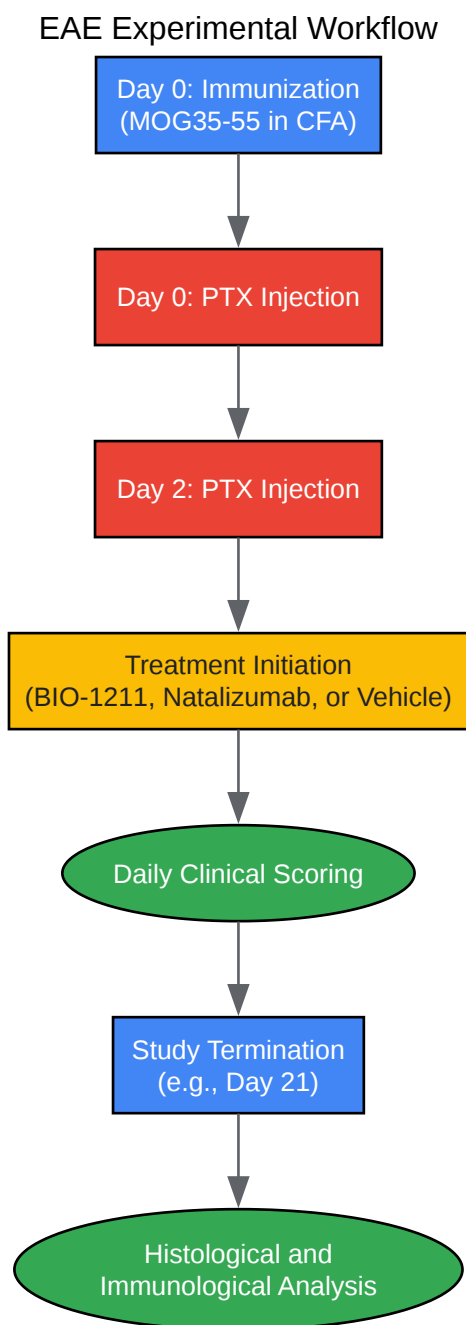 EAE Experimental Workflow
Day 0: Immunization
(MOG35-55 in CFA)
Day 0: PTX Injection
Day 2: PTX Injection
Treatment Initiation
(BIO-1211, Natalizumab, or Vehicle)
Daily Clinical Scoring
Study Termination
(e.g., Day 21)
Histological and
Immunological Analysis